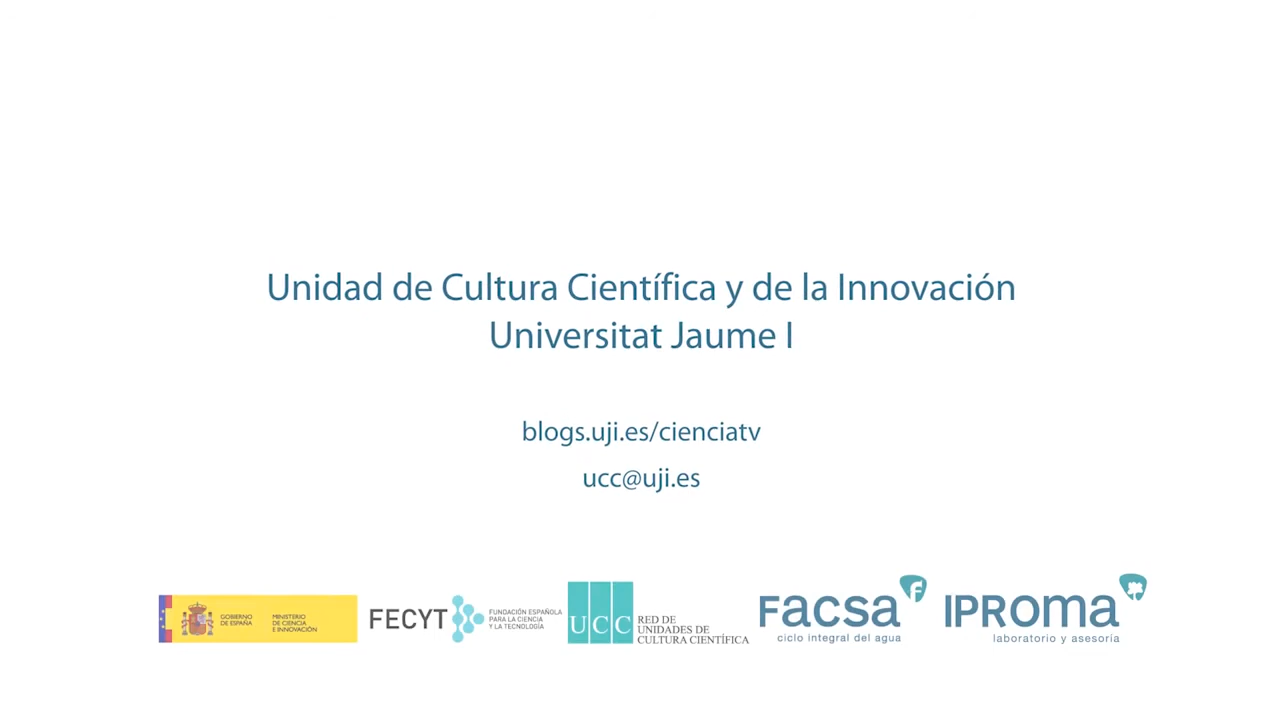 Unidad de Cultura Científica y de la Innovación
Universitat Jaume I
blogs.uji.es/cienciatv
ucc@uji.es
GOBIERNO
DE ESPAÑA
MINISTERIO
DE CIENCIA
E INNOVACIÓN
FECYT
FUNDACIÓN ESPAÑOLA
PARA LA CIENCIA
Y LA TECNOLOGÍA
UCC
RED DE
UNIDADES DE
CULTURA CIENTÍFICA
FACSA
ciclo integral del agua
IPROMA
laboratorio y asesoría